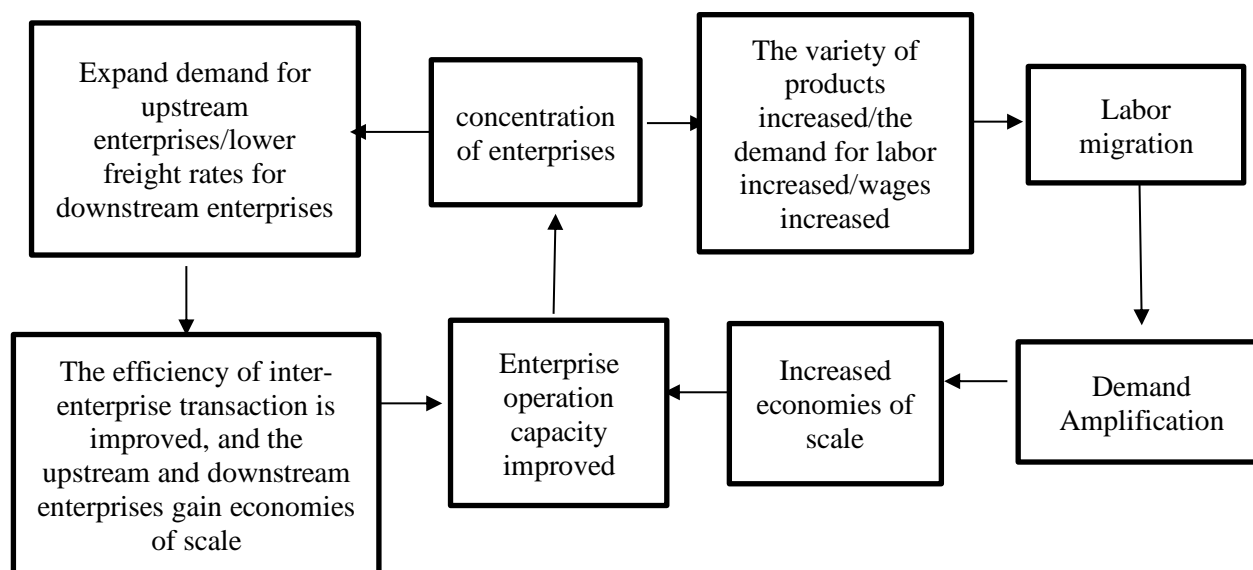 Expand demand for
upstream
enterprises/lower
freight rates for
downstream enterprises
concentration
of enterprises
The variety of
products
increased/the
demand for labor
increased/wages
increased
Labor
migration
The efficiency of inter-
enterprise transaction is
improved, and the
upstream and downstream
enterprises gain economies
of scale
Enterprise
operation
capacity
improved
Increased
economies of
scale
Demand
Amplification